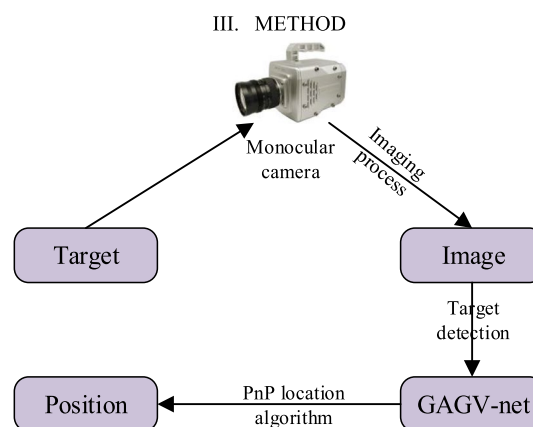 III. METHOD
Monocular
camera
Imaging
process
Target
Image
Target
detection
Position
PnP location
algorithm
GAGV-net